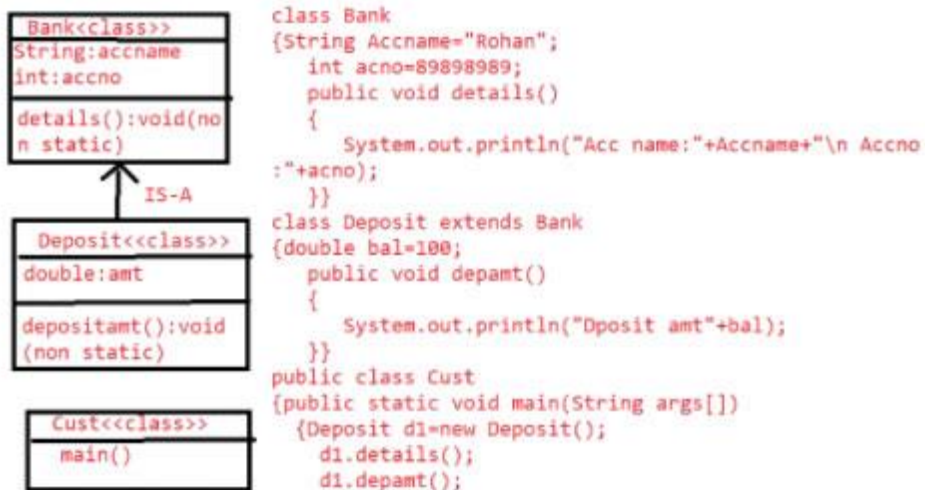 Bank<class>>
String:accname
int:accno
details():void(no
n static)
IS-A
Deposit<<class>>
double:amt
depositamt():void
(non static)
Cust<<class>>
main()
class Bank
{String Accname="Rohan";
int acno=89898989;
public void details()
{
System.out.println("Acc name:"+Accname+"\n Accno
:"+acno);
}}
class Deposit extends Bank
{double bal=100;
public void depamt()
{
System.out.println("Dposit amt"+bal);
}}
public class Cust
{public static void main(String args[])
{Deposit d1=new Deposit();
d1.details();
d1.depamt();